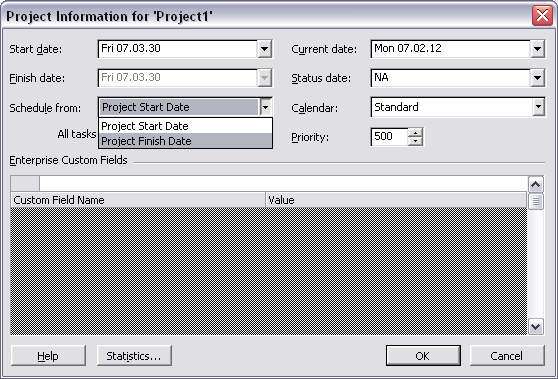 Project Information for 'Project1'
Start date: Fri 07.03.30 Current date: Mon 07.02.12
Finish date: Fri 07.03.30 Status date: NA
Schedule from: Project Start Date Calendar: Standard
Project Start Date
All tasks Project Finish Date Priority: 500
Enterprise Custom Fields
Custom Field Name Value
Help Statistics... OK Cancel